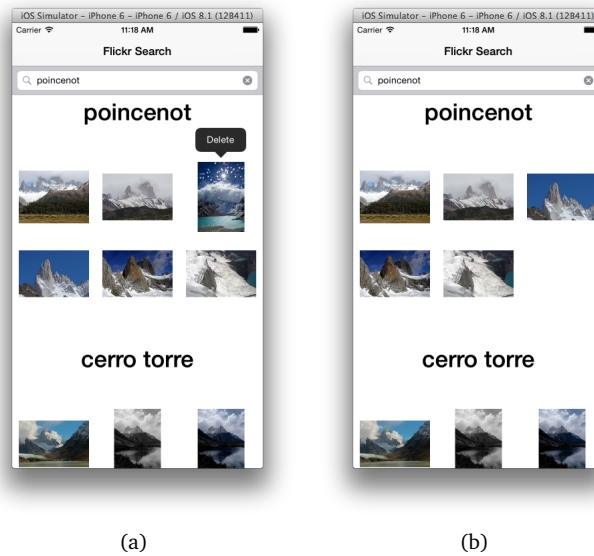 iOS Simulator – iPhone 6 – iPhone 6 / iOS 8.1 (12B411)
Carrier 11:18 AM
Flickr Search
poincenot
poincenot
Delete
cerro torre
(a)
iOS Simulator – iPhone 6 – iPhone 6 / iOS 8.1 (12B411)
Carrier 11:18 AM
Flickr Search
poincenot
poincenot
cerro torre
(b)